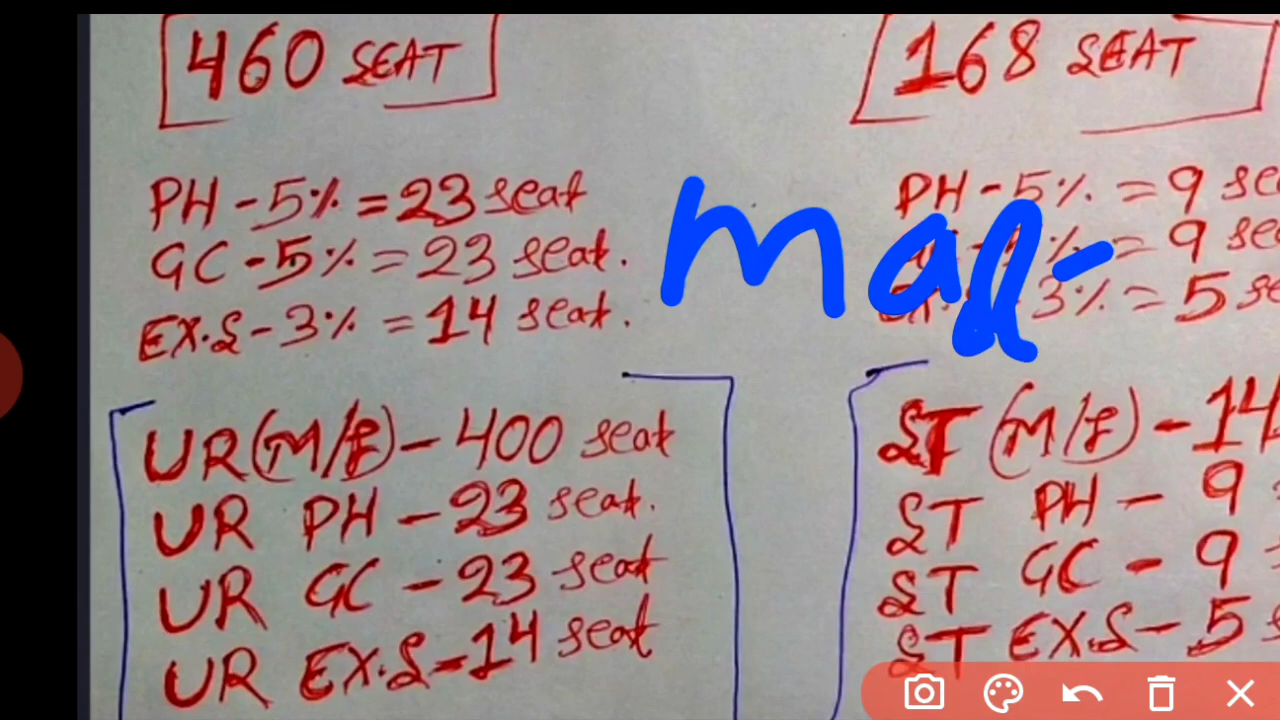 460 SEAT
PH - 5% = 23 seat
GC - 5% = 23 seat.
EX.S - 3% = 14 seat.
UR (M/F) - 400 seat
UR PH - 23 seat.
UR GC - 23 seat
UR EX.S - 14 seat
168 SEAT
PH - 5% = 9
% = 9
3% = 5
ST (M/F) - 14
ST PH - 9
ST GC - 9
ST EX.S - 5